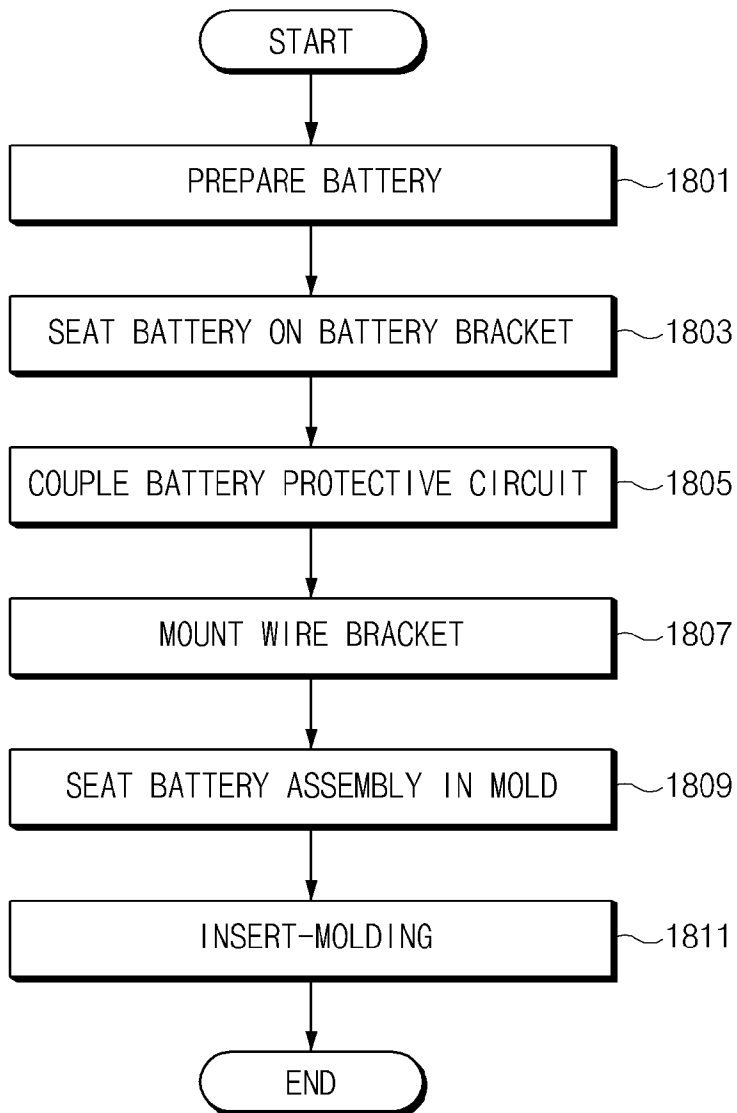 START
PREPARE BATTERY
1801
SEAT BATTERY ON BATTERY BRACKET
1803
COUPLE BATTERY PROTECTIVE CIRCUIT
1805
MOUNT WIRE BRACKET
1807
SEAT BATTERY ASSEMBLY IN MOLD
1809
INSERT-MOLDING
1811
END